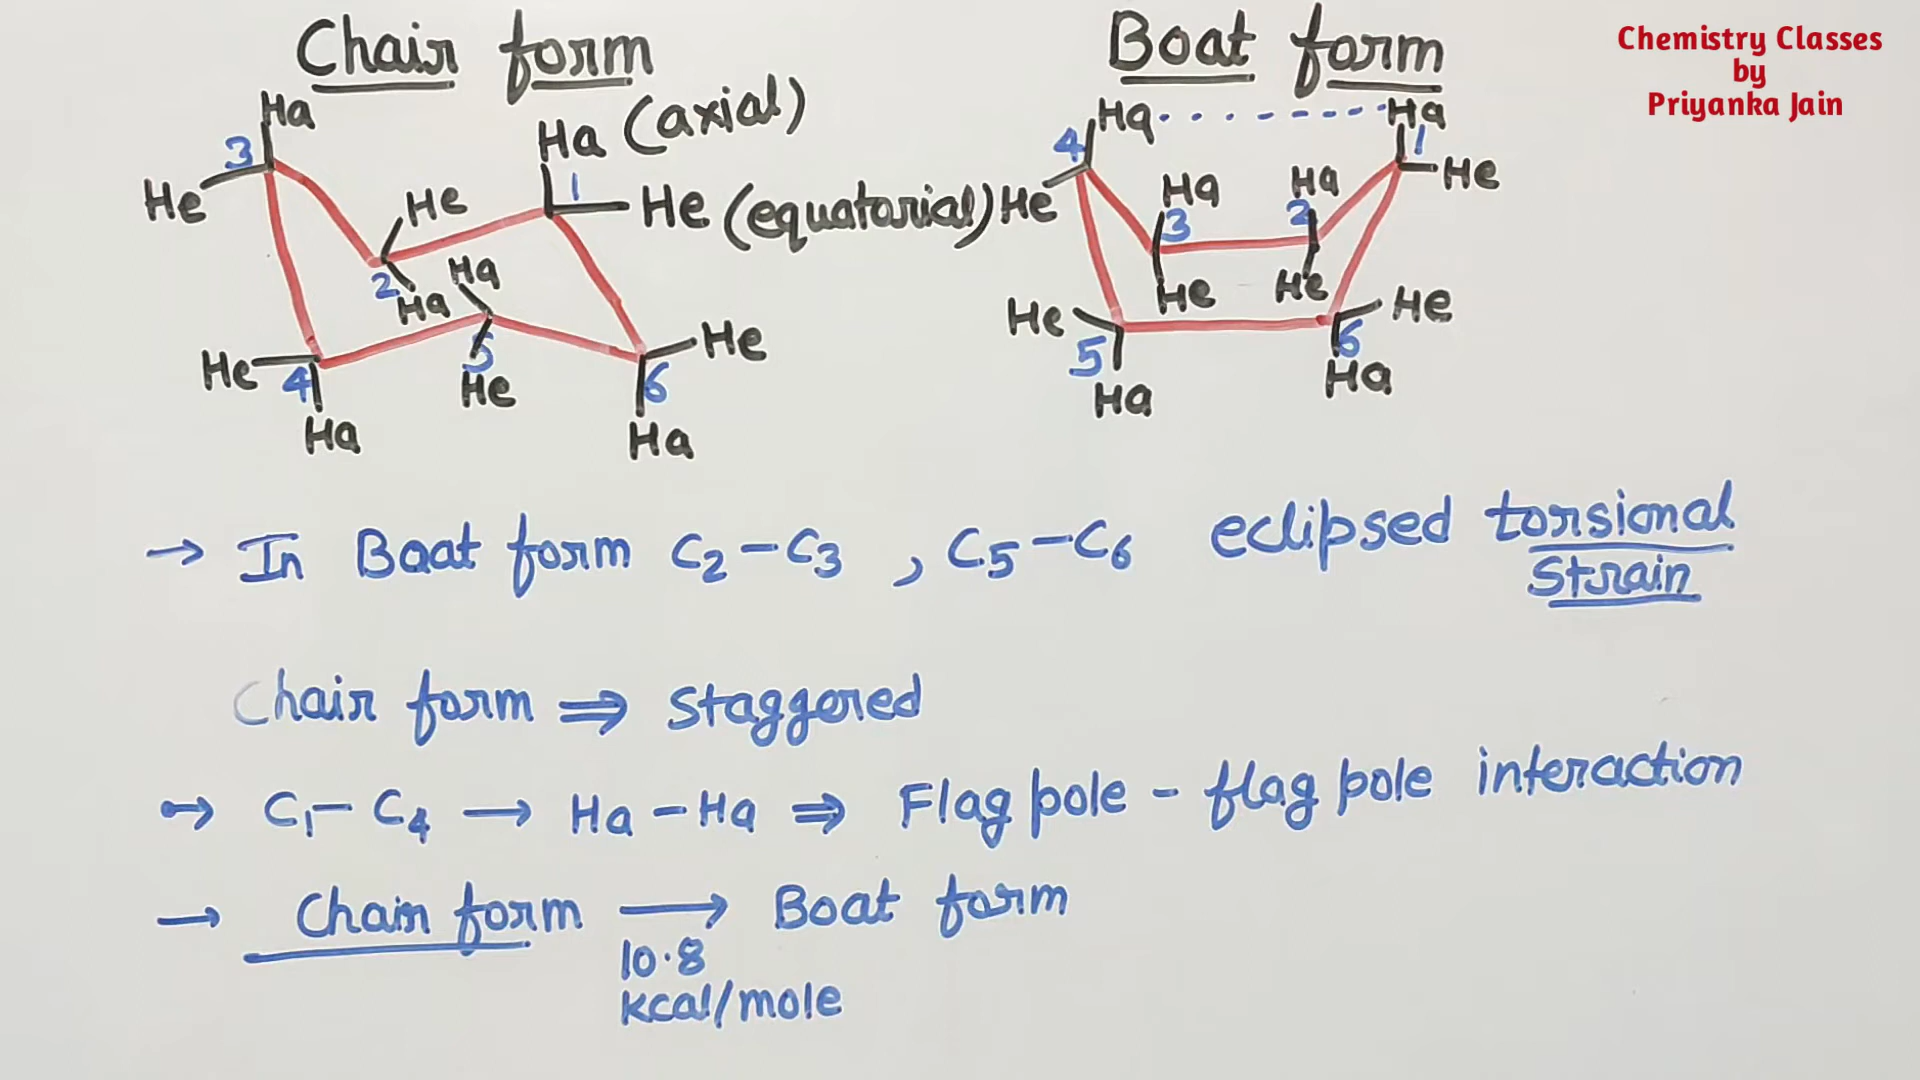 Chair form
Boat form
Chemistry Classes
by
Priyanka Jain
Ha
3
He
Ha (axial)
1
He (equatorial)
He
2
Ha
Ha
5
He
He
4
Ha
He
6
Ha
Ha - - - - - - - Ha
4
1
He
He
Ha
3
He
Ha
2
He
He
5
Ha
He
6
Ha
→ In Boat form C2-C3 , C5-C6 eclipsed torsional
strain
Chair form ⇒ staggered
→ C1-C4 → Ha-Ha ⇒ Flag pole - flag pole interaction
→ Chair form → Boat form
10.8
kcal/mole